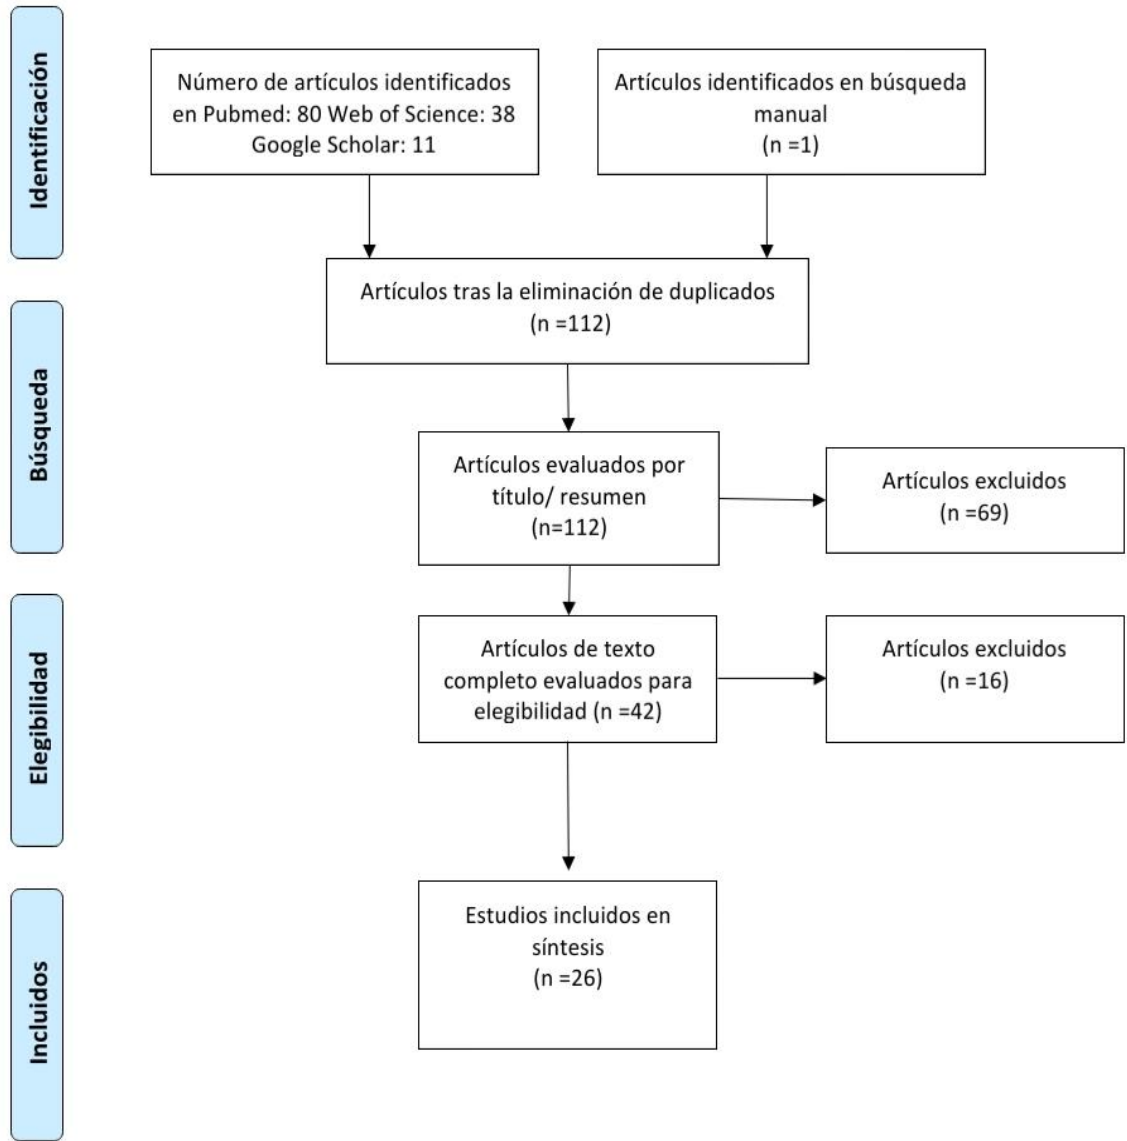 Identificación
Número de artículos identificados
en Pubmed: 80 Web of Science: 38
Google Scholar: 11
Artículos identificados en búsqueda
manual
(n =1)
Artículos tras la eliminación de duplicados
(n =112)
Búsqueda
Artículos evaluados por
título/ resumen
(n=112)
Artículos excluidos
(n =69)
Elegibilidad
Artículos de texto
completo evaluados para
elegibilidad (n =42)
Artículos excluidos
(n =16)
Incluidos
Estudios incluidos en
síntesis
(n =26)